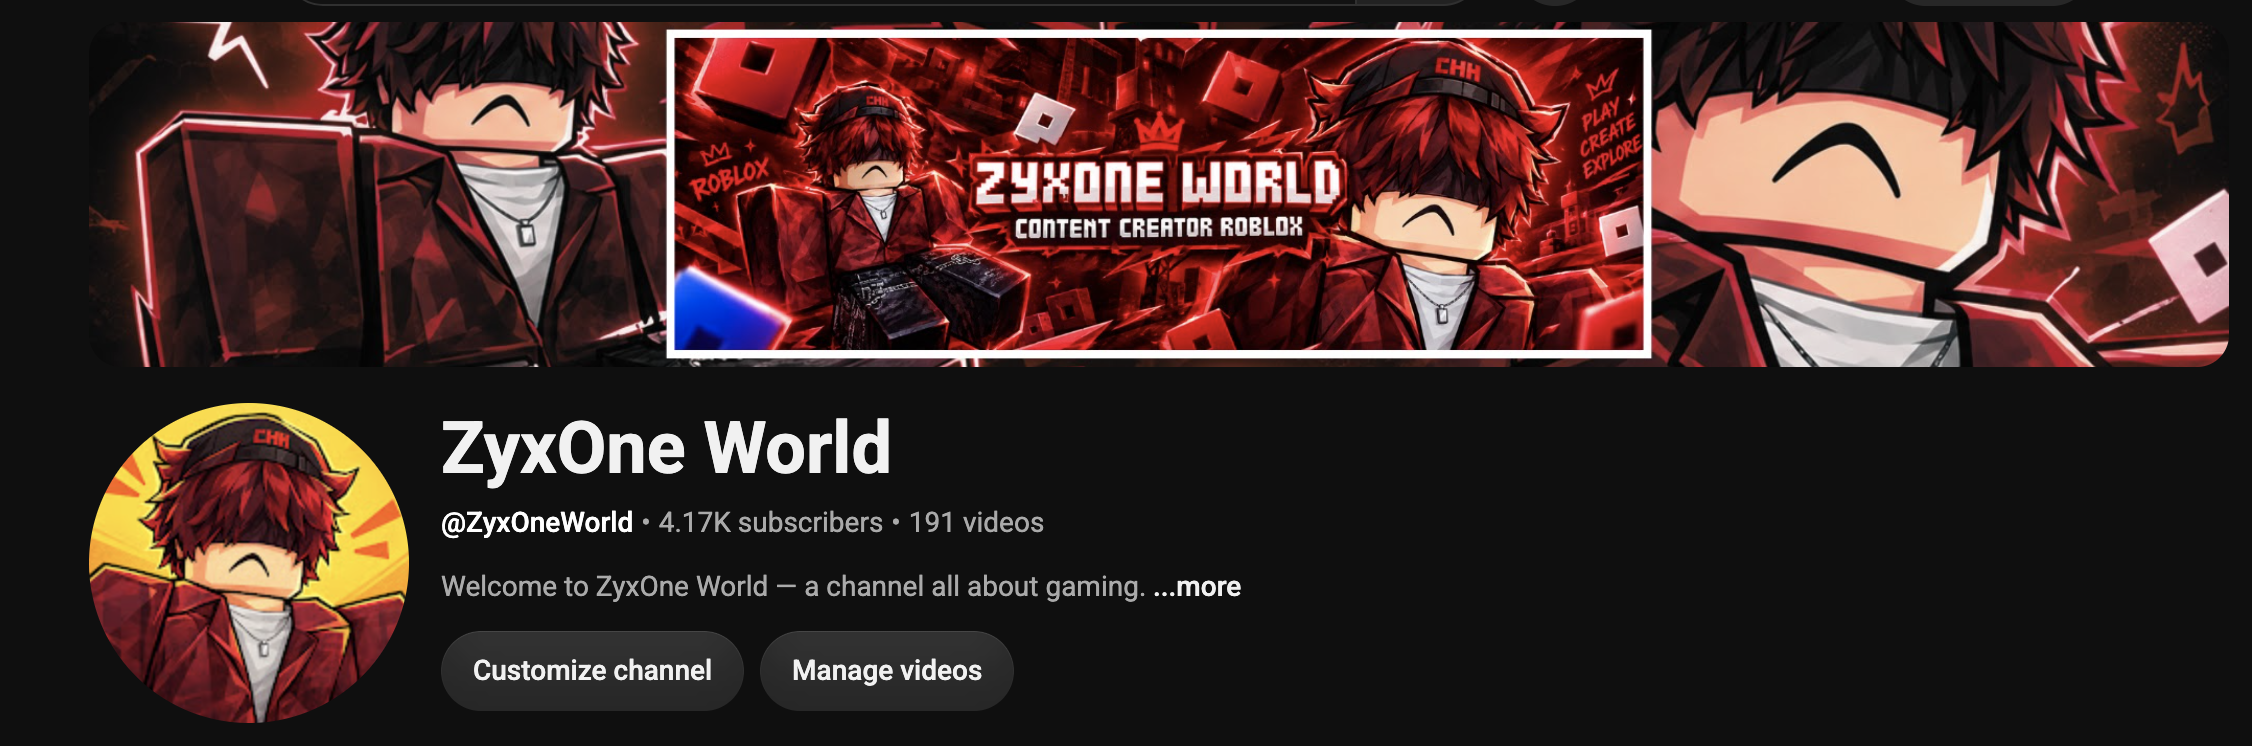 CHH
CHH
ROBLOX
PLAY
CREATE
EXPLORE
ZYXONE WORLD
CONTENT CREATOR ROBLOX
CHH
ZyxOne World
@ZyxOneWorld • 4.17K subscribers • 191 videos
Welcome to ZyxOne World — a channel all about gaming. ...more
Customize channel
Manage videos